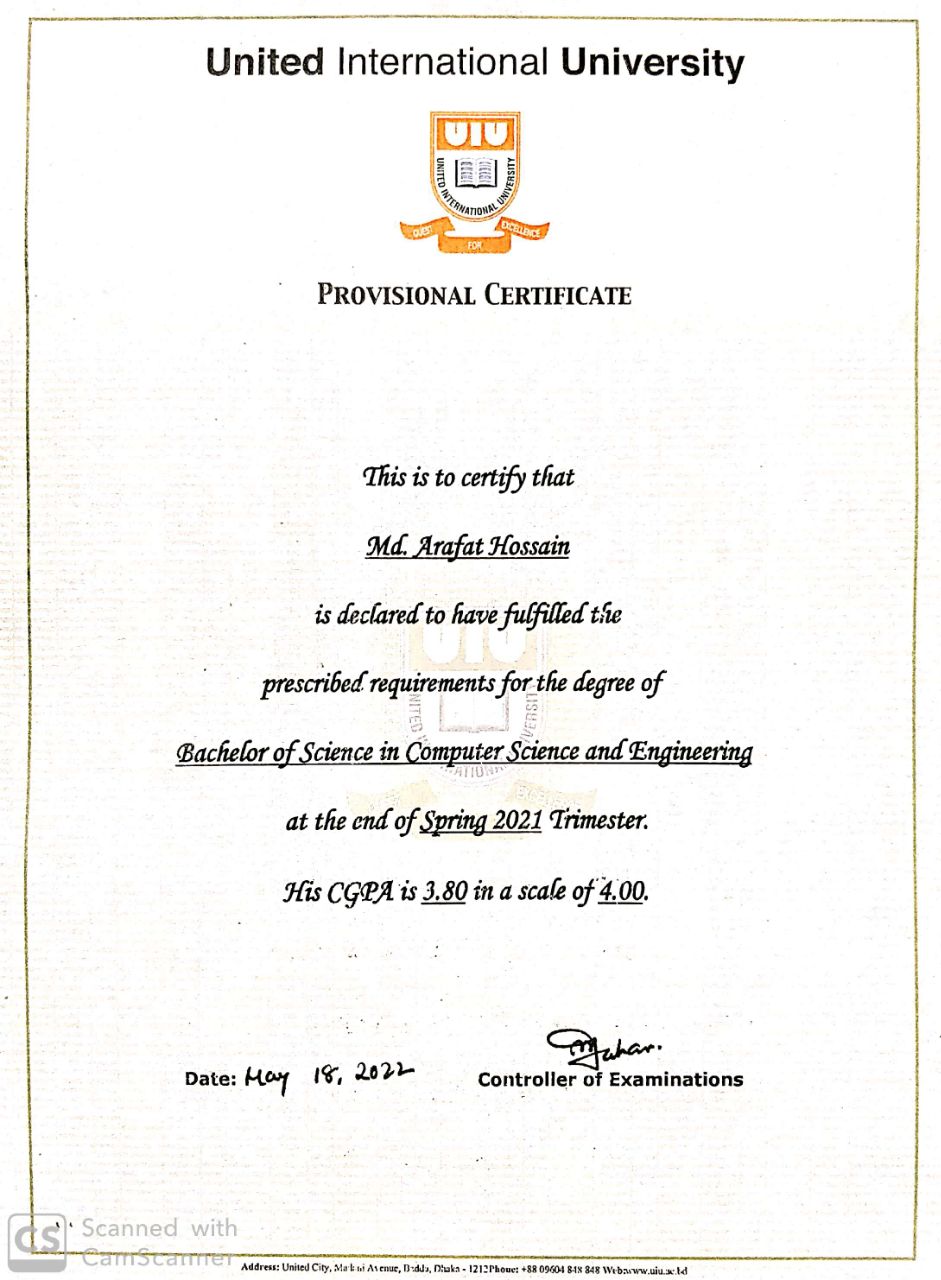 United International University
UIU
UNITED INTERNATIONAL UNIVERSITY
QUEST FOR EXCELLENCE
PROVISIONAL CERTIFICATE
This is to certify that
Md. Arafat Hossain
is declared to have fulfilled the
prescribed requirements for the degree of
Bachelor of Science in Computer Science and Engineering
at the end of Spring 2021 Trimester.
His CGPA is 3.80 in a scale of 4.00.
Date: May 18, 2022
Controller of Examinations
CS Scanned with
CamScanner
Address: United City, Madani Avenue, Badda, Dhaka - 1212 Phone: +88 09604 848 848 Web: www.uiu.ac.bd